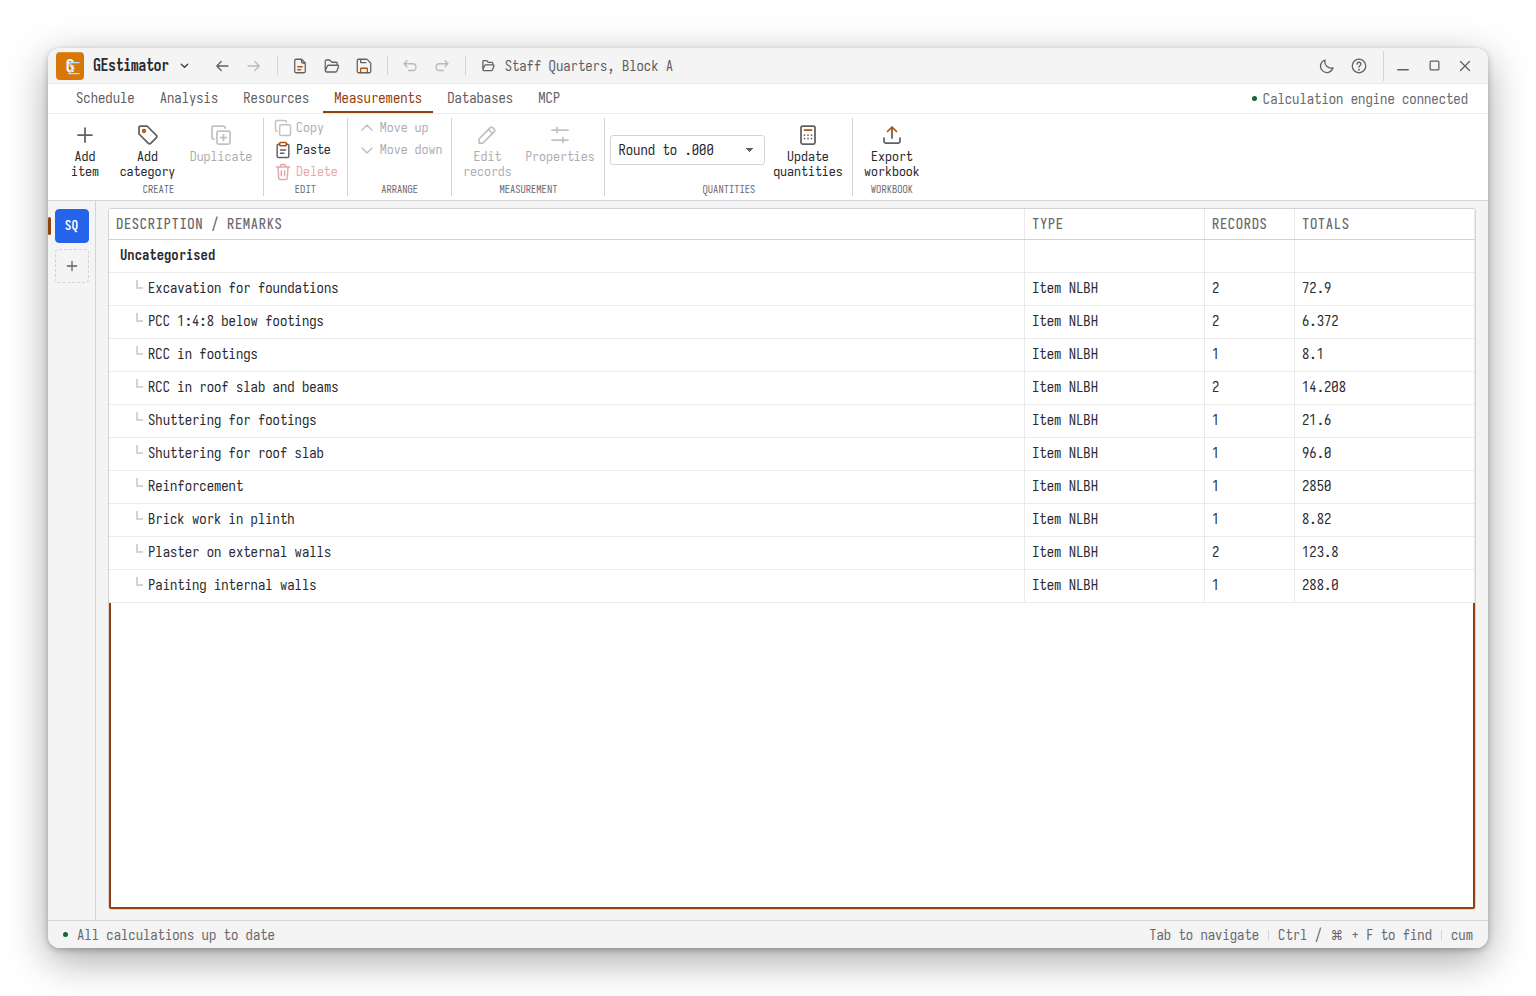 GEstimator
Staff Quarters, Block A
Schedule Analysis Resources Measurements Databases MCP
Calculation engine connected
Add item
Add category
Duplicate
CREATE
Copy
Paste
Delete
EDIT
Move up
Move down
ARRANGE
Edit records
Properties
MEASUREMENT
Round to .000
Update quantities
QUANTITIES
Export workbook
WORKBOOK
SQ
DESCRIPTION / REMARKS TYPE RECORDS TOTALS
Uncategorised
Excavation for foundations Item NLBH 2 72.9
PCC 1:4:8 below footings Item NLBH 2 6.372
RCC in footings Item NLBH 1 8.1
RCC in roof slab and beams Item NLBH 2 14.208
Shuttering for footings Item NLBH 1 21.6
Shuttering for roof slab Item NLBH 1 96.0
Reinforcement Item NLBH 1 2850
Brick work in plinth Item NLBH 1 8.82
Plaster on external walls Item NLBH 2 123.8
Painting internal walls Item NLBH 1 288.0
All calculations up to date
Tab to navigate Ctrl / ⌘ + F to find cum